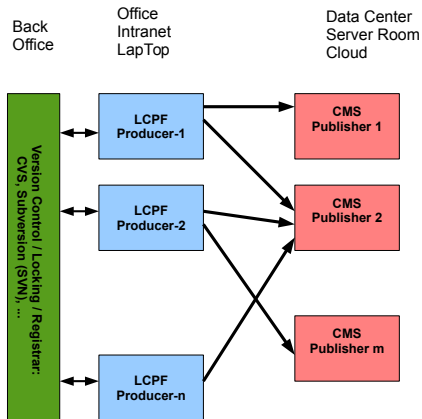 Back
Office
Office
Intranet
LapTop
Data Center
Server Room
Cloud
Version Control / Locking / Registrar:
CVS, Subversion (SVN), ...
LCPF
Producer-1
CMS
Publisher 1
LCPF
Producer-2
CMS
Publisher 2
CMS
Publisher m
LCPF
Producer-n